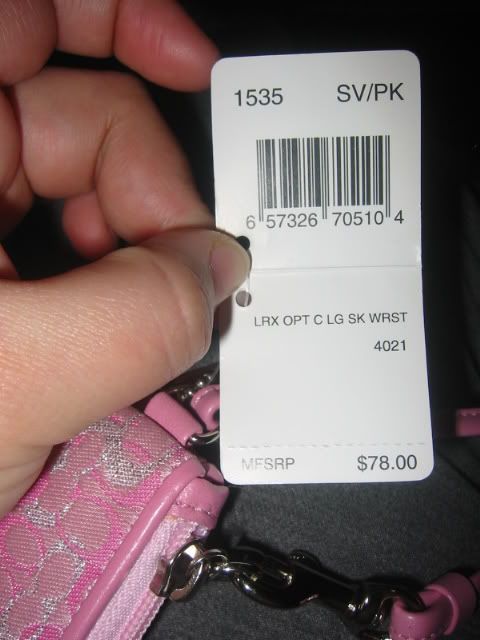 1535 SV/PK
6 57326 70510 4
LRX OPT C LG SK WRST
4021
MFSRP $78.00